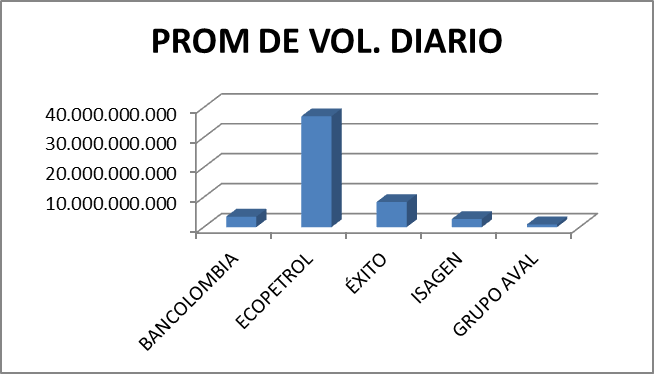 PROM DE VOL. DIARIO
40.000.000.000
30.000.000.000
20.000.000.000
10.000.000.000
BANCOLOMBIA
ECOPETROL
ÉXITO
ISAGEN
GRUPO AVAL